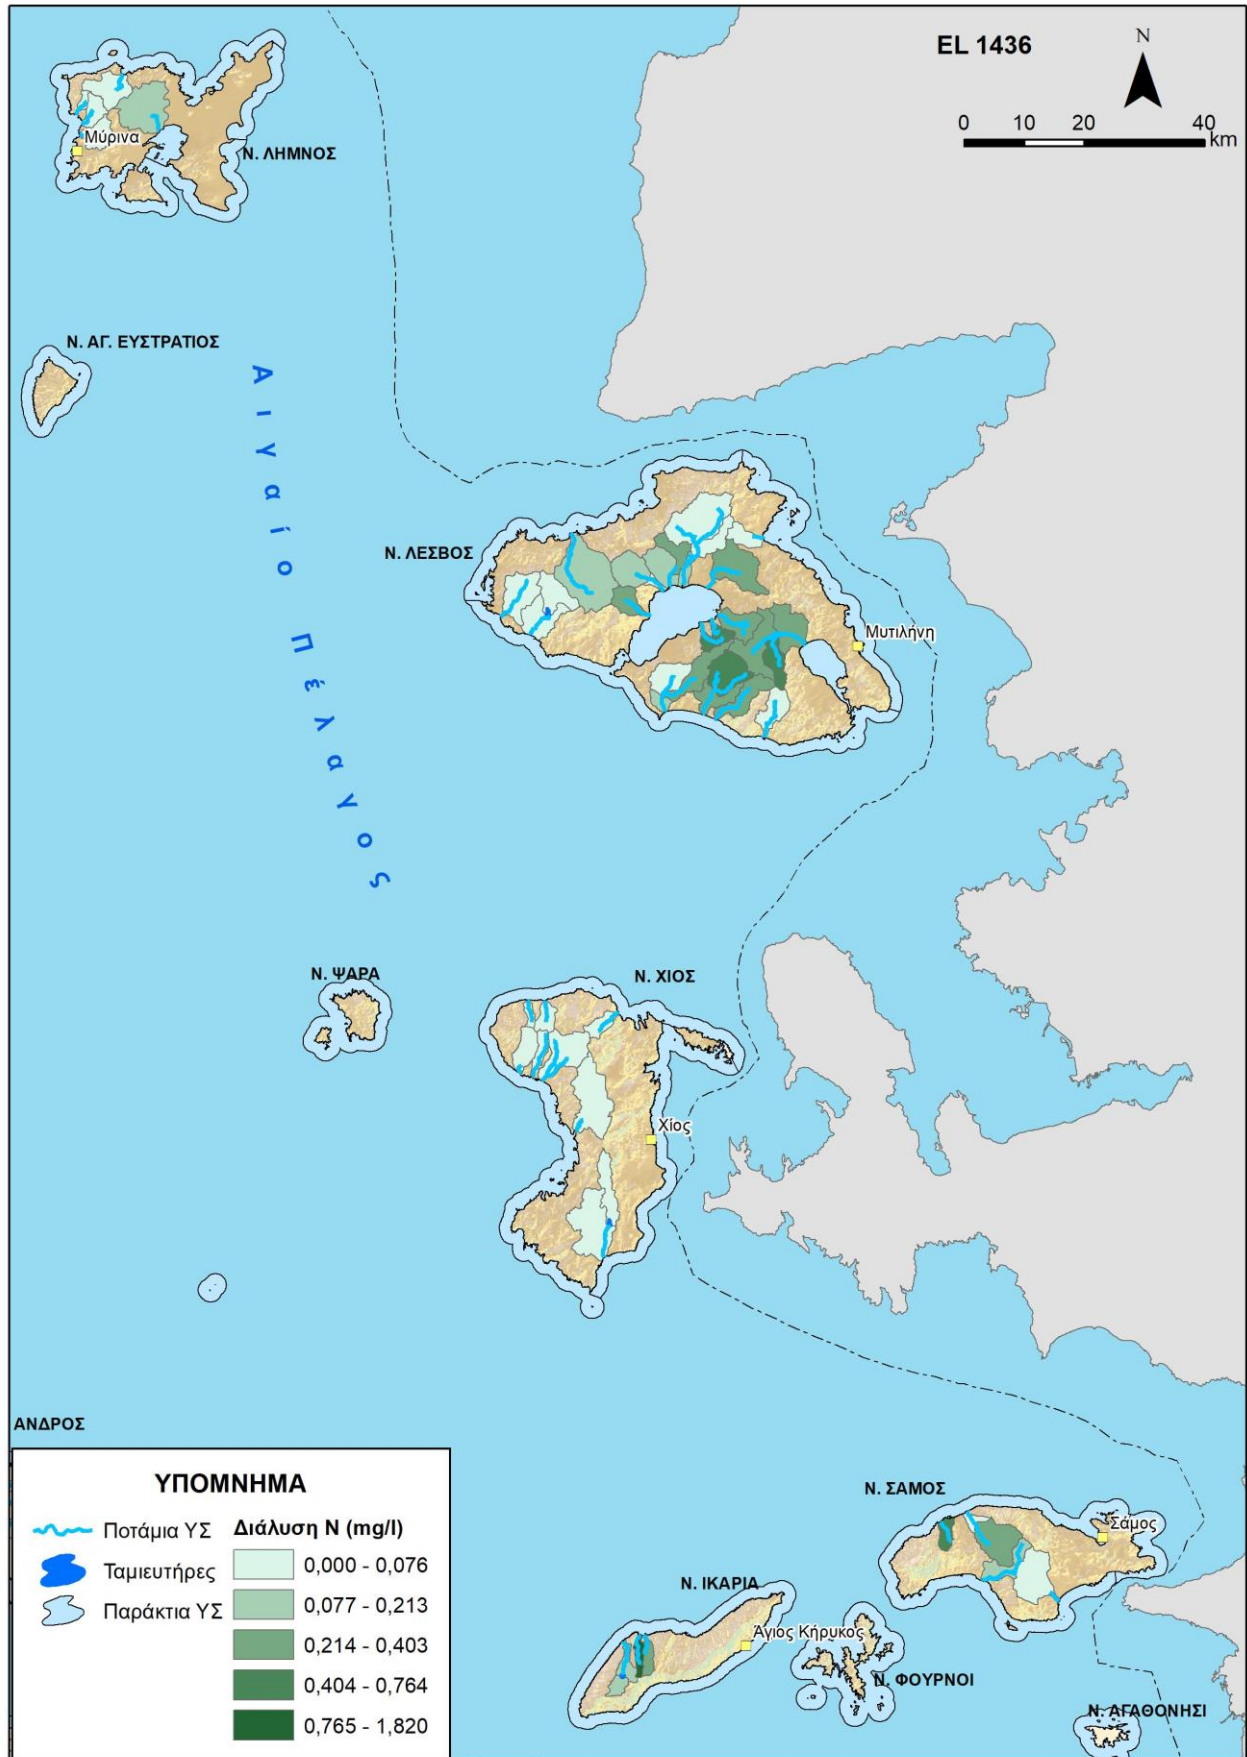 EL 1436
N
0 10 20 40
km
Μύρινα
Ν. ΛΗΜΝΟΣ
Ν. ΑΓ. ΕΥΣΤΡΑΤΙΟΣ
Αιγαίο Πέλαγος
Ν. ΛΕΣΒΟΣ
Μυτιλήνη
Ν. ΨΑΡΑ
Ν. ΧΙΟΣ
Χίος
ΑΝΔΡΟΣ
Ν. ΣΑΜΟΣ
Σάμος
Ν. ΙΚΑΡΙΑ
Άγιος Κήρυκος
Ν. ΦΟΥΡΝΟΙ
Ν. ΑΓΑΘΟΝΗΣΙ
ΥΠΟΜΝΗΜΑ
Ποτάμια ΥΣ
Ταμιευτήρες
Παράκτια ΥΣ
Διάλυση Ν (mg/l)
0,000 - 0,076
0,077 - 0,213
0,214 - 0,403
0,404 - 0,764
0,765 - 1,820